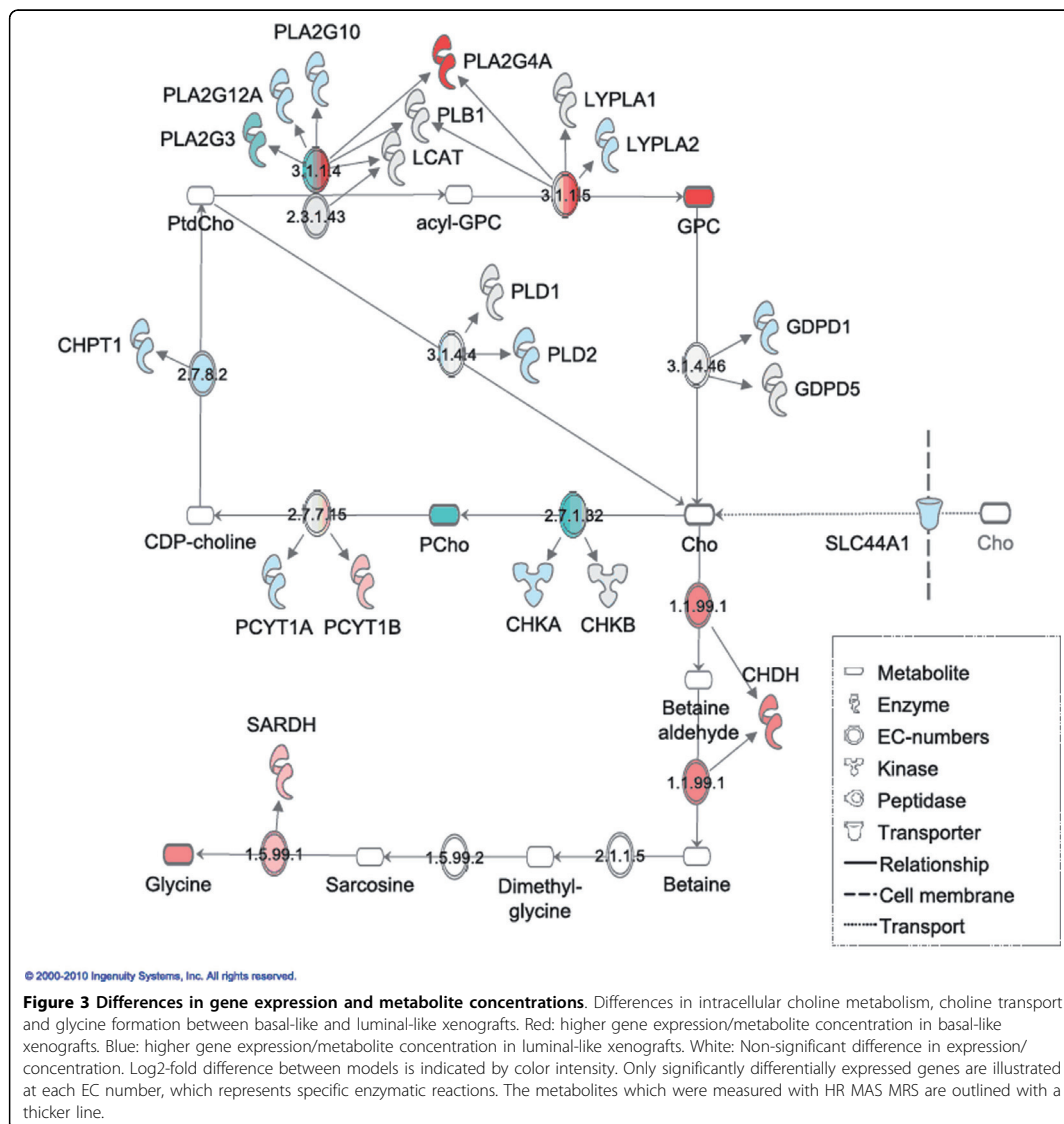 PLA2G10
PLA2G4A
PLA2G12A
LYPLA1
PLB1
PLA2G3
LYPLA2
LCAT
3.1.1.4
3.1.1.5
2.3.1.43
PtdCho
acyl-GPC
GPC
PLD1
GDPD1
CHPT1
3.1.4.4
PLD2
2.7.8.2
3.1.4.46
GDPD5
2.7.7.15
2.7.1.32
CDP-choline
PCho
Cho
SLC44A1
Cho
PCYT1A
PCYT1B
CHKA
CHKB
1.1.99.1
CHDH
Betaine
aldehyde
SARDH
1.1.99.1
1.5.99.1
1.5.99.2
2.1.1.5
Glycine
Sarcosine
Dimethyl-
glycine
Betaine
Metabolite
Enzyme
EC-numbers
Kinase
Peptidase
Transporter
Relationship
Cell membrane
Transport
© 2000-2010 Ingenuity Systems, Inc. All rights reserved.
Figure 3 Differences in gene expression and metabolite concentrations. Differences in intracellular choline metabolism, choline transport
and glycine formation between basal-like and luminal-like xenografts. Red: higher gene expression/metabolite concentration in basal-like
xenografts. Blue: higher gene expression/metabolite concentration in luminal-like xenografts. White: Non-significant difference in expression/
concentration. Log2-fold difference between models is indicated by color intensity. Only significantly differentially expressed genes are illustrated
at each EC number, which represents specific enzymatic reactions. The metabolites which were measured with HR MAS MRS are outlined with a
thicker line.